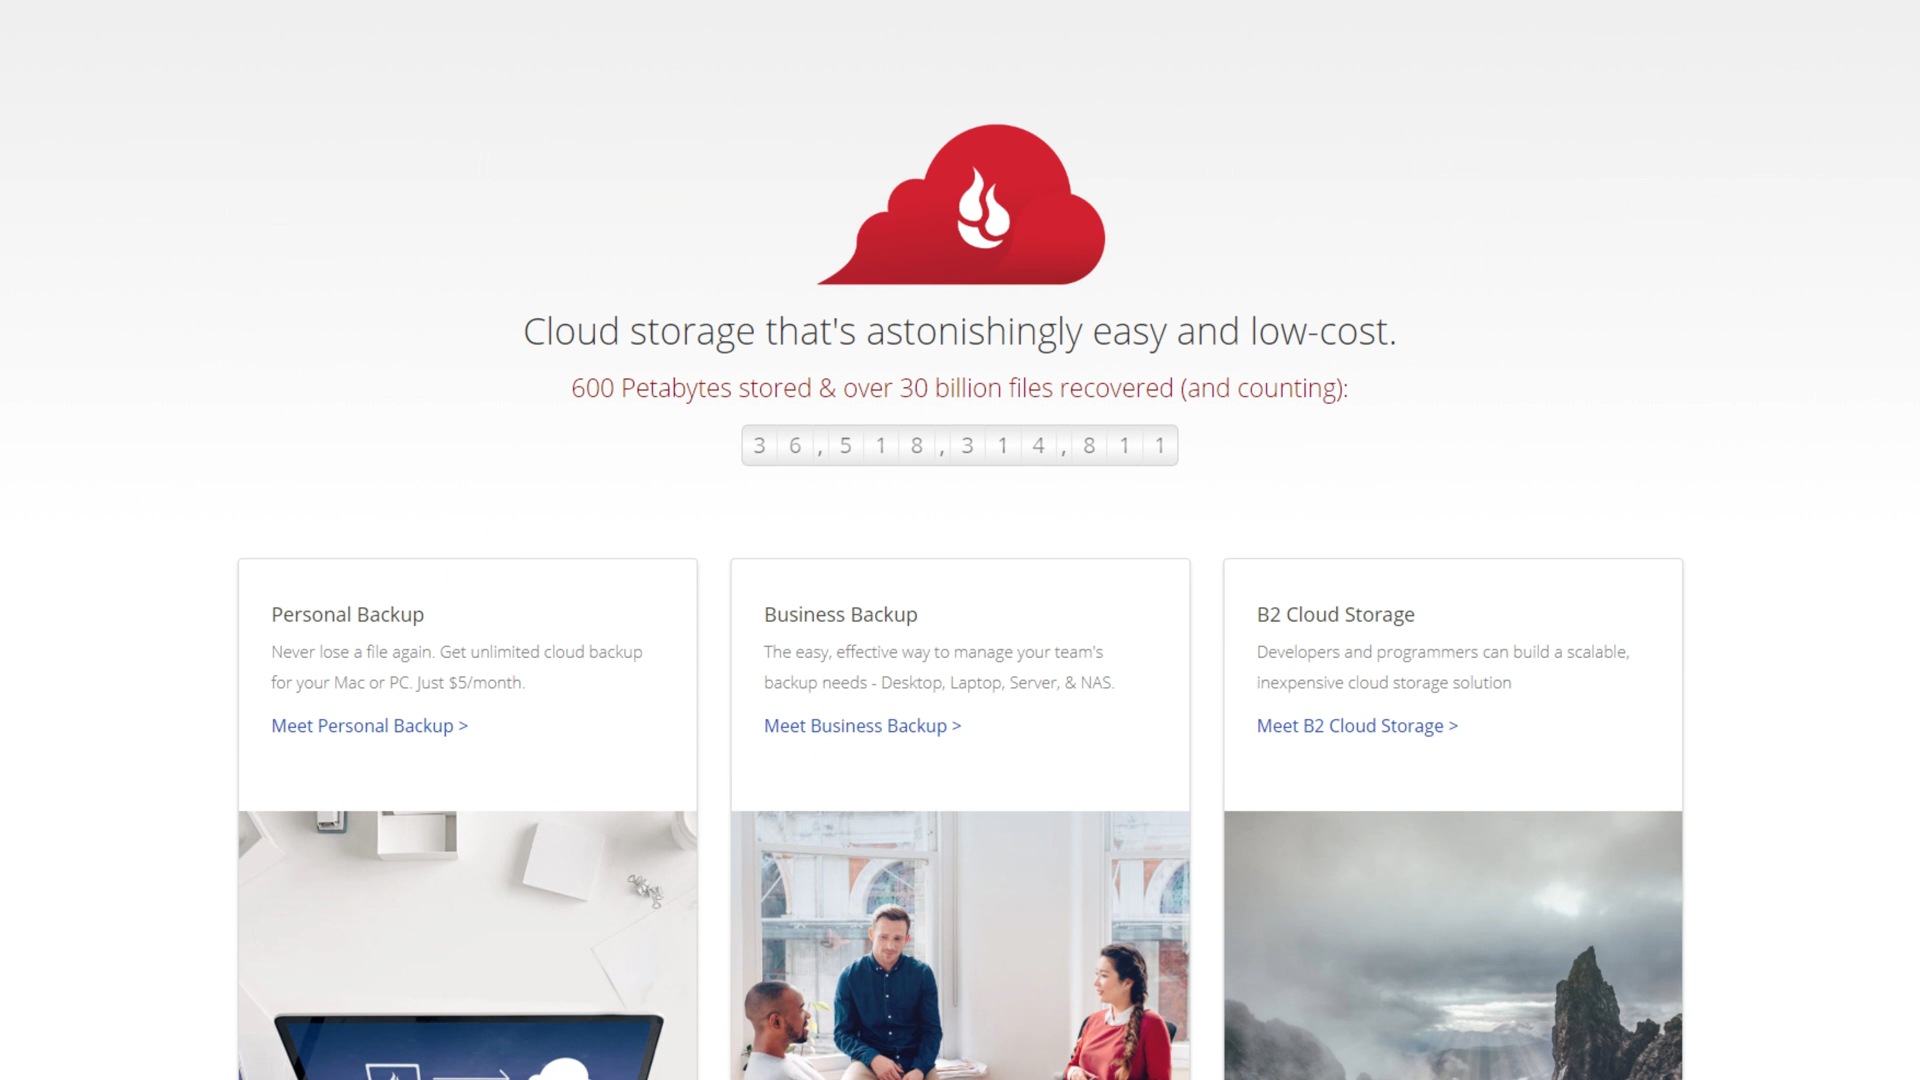 Cloud storage that's astonishingly easy and low-cost.
600 Petabytes stored & over 30 billion files recovered (and counting):
36,518,314,811
Personal Backup
Never lose a file again. Get unlimited cloud backup
for your Mac or PC. Just $5/month.
Meet Personal Backup >
Business Backup
The easy, effective way to manage your team's
backup needs - Desktop, Laptop, Server, & NAS.
Meet Business Backup >
B2 Cloud Storage
Developers and programmers can build a scalable,
inexpensive cloud storage solution
Meet B2 Cloud Storage >